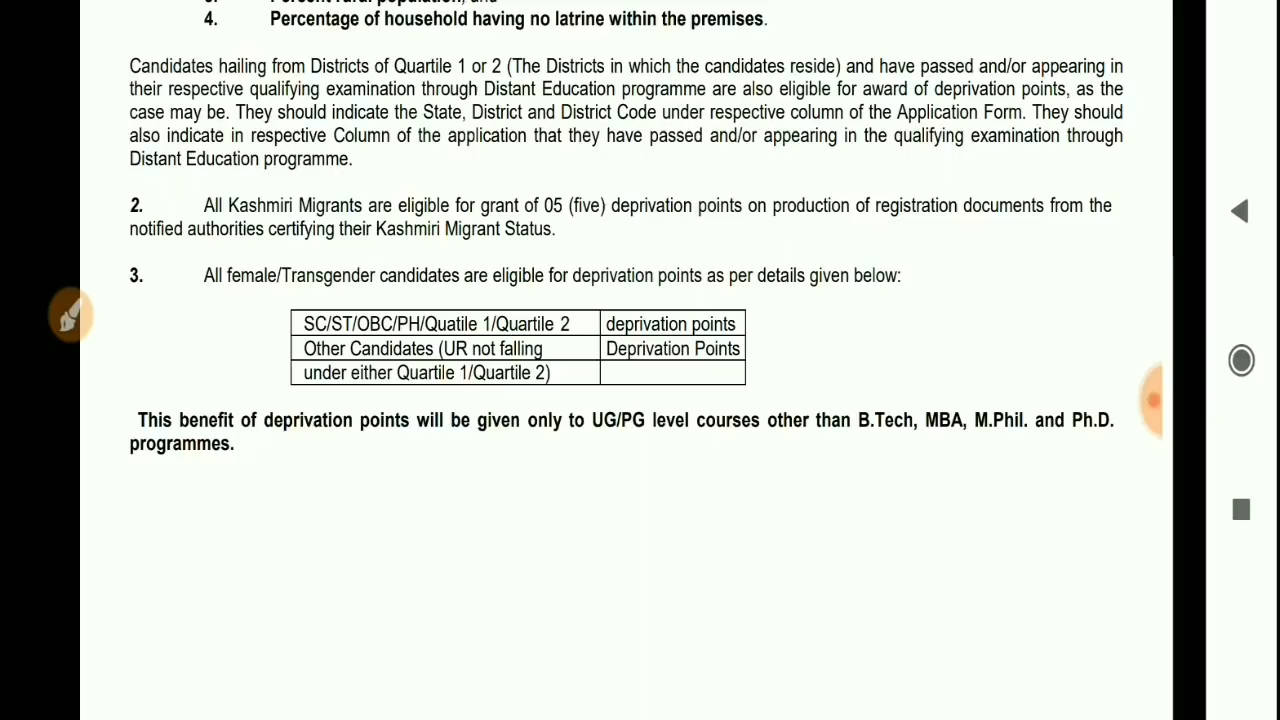 Percent rural population, and
4. Percentage of household having no latrine within the premises.
Candidates hailing from Districts of Quartile 1 or 2 (The Districts in which the candidates reside) and have passed and/or appearing in
their respective qualifying examination through Distant Education programme are also eligible for award of deprivation points, as the
case may be. They should indicate the State, District and District Code under respective column of the Application Form. They should
also indicate in respective Column of the application that they have passed and/or appearing in the qualifying examination through
Distant Education programme.
2. All Kashmiri Migrants are eligible for grant of 05 (five) deprivation points on production of registration documents from the
notified authorities certifying their Kashmiri Migrant Status.
3. All female/Transgender candidates are eligible for deprivation points as per details given below:
SC/ST/OBC/PH/Quatile 1/Quartile 2 deprivation points
Other Candidates (UR not falling Deprivation Points
under either Quartile 1/Quartile 2)
This benefit of deprivation points will be given only to UG/PG level courses other than B.Tech, MBA, M.Phil. and Ph.D.
programmes.